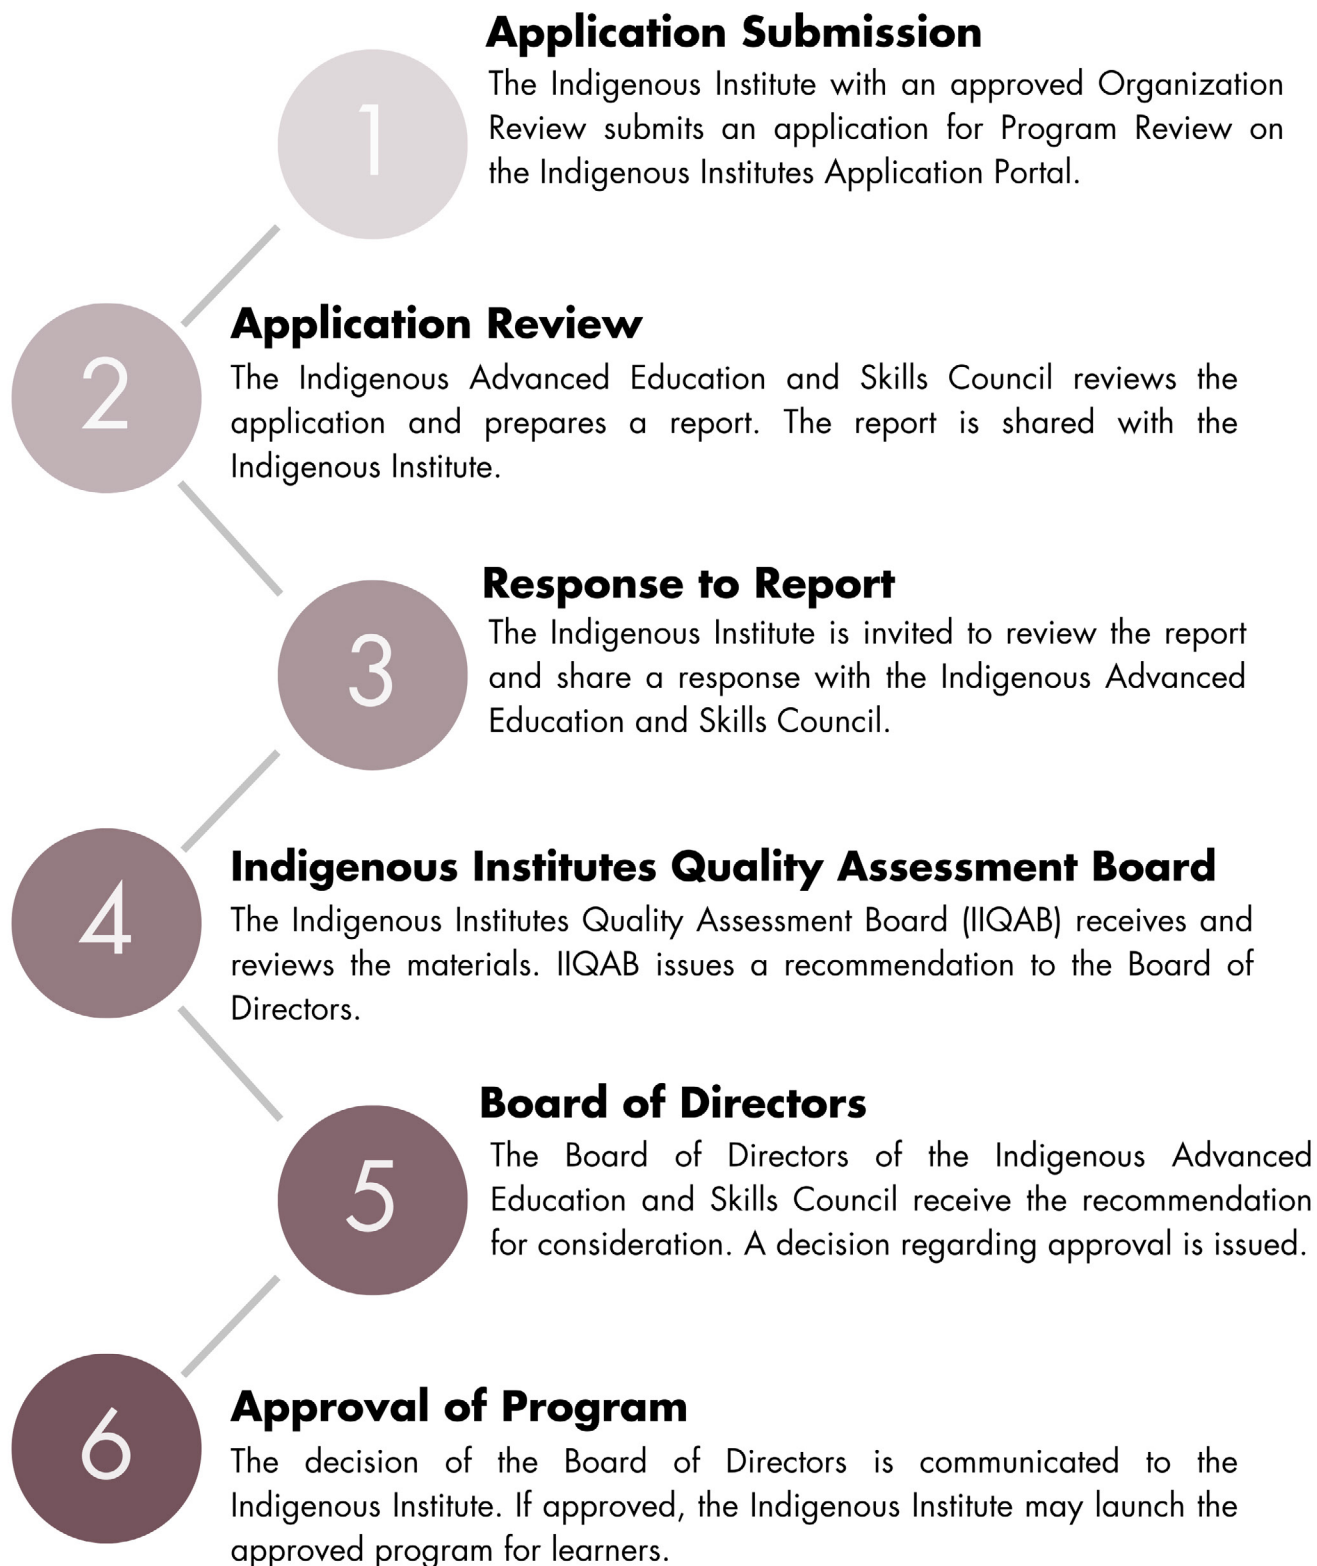 1
Application Submission
The Indigenous Institute with an approved Organization
Review submits an application for Program Review on
the Indigenous Institutes Application Portal.
2
Application Review
The Indigenous Advanced Education and Skills Council reviews the
application and prepares a report. The report is shared with the
Indigenous Institute.
3
Response to Report
The Indigenous Institute is invited to review the report
and share a response with the Indigenous Advanced
Education and Skills Council.
4
Indigenous Institutes Quality Assessment Board
The Indigenous Institutes Quality Assessment Board (IIQAB) receives and
reviews the materials. IIQAB issues a recommendation to the Board of
Directors.
5
Board of Directors
The Board of Directors of the Indigenous Advanced
Education and Skills Council receive the recommendation
for consideration. A decision regarding approval is issued.
6
Approval of Program
The decision of the Board of Directors is communicated to the
Indigenous Institute. If approved, the Indigenous Institute may launch the
approved program for learners.